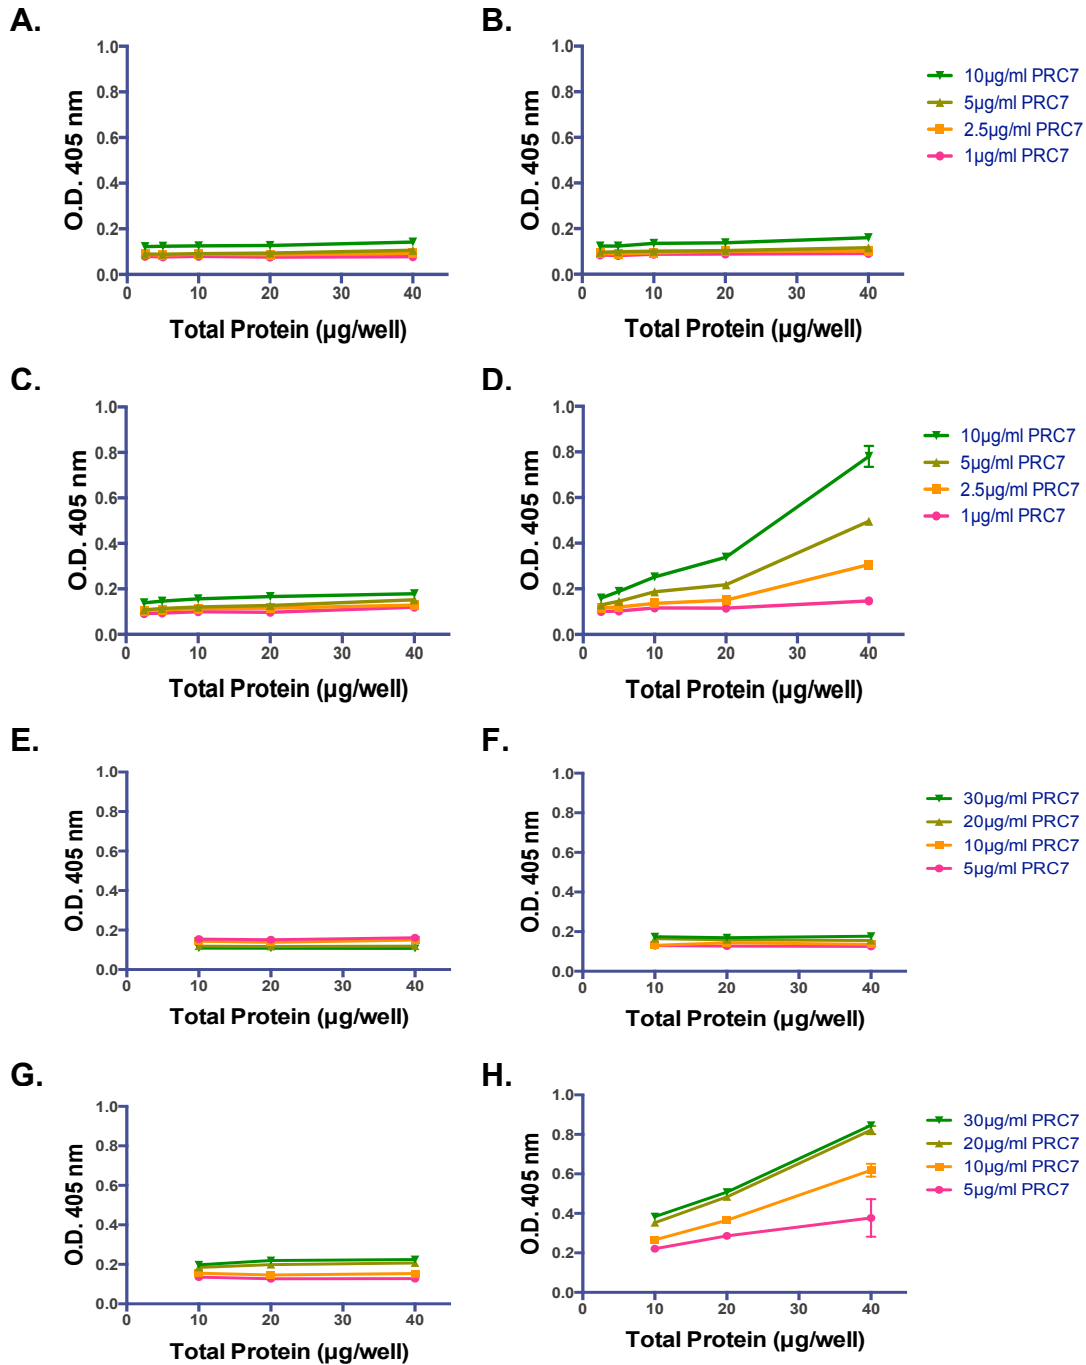 A.
B.
1.0
0.8
0.6
0.4
0.2
0.0
0
10
20
30
40
O.D. 405 nm
Total Protein (µg/well)
1.0
0.8
0.6
0.4
0.2
0.0
0
10
20
30
40
O.D. 405 nm
Total Protein (µg/well)
10µg/ml PRC7
5µg/ml PRC7
2.5µg/ml PRC7
1µg/ml PRC7
C.
D.
1.0
0.8
0.6
0.4
0.2
0.0
0
10
20
30
40
O.D. 405 nm
Total Protein (µg/well)
1.0
0.8
0.6
0.4
0.2
0.0
0
10
20
30
40
O.D. 405 nm
Total Protein (µg/well)
10µg/ml PRC7
5µg/ml PRC7
2.5µg/ml PRC7
1µg/ml PRC7
E.
F.
1.0
0.8
0.6
0.4
0.2
0.0
0
10
20
30
40
O.D. 405 nm
Total Protein (µg/well)
1.0
0.8
0.6
0.4
0.2
0.0
0
10
20
30
40
O.D. 405 nm
Total Protein (µg/well)
30µg/ml PRC7
20µg/ml PRC7
10µg/ml PRC7
5µg/ml PRC7
G.
H.
1.0
0.8
0.6
0.4
0.2
0.0
0
10
20
30
40
O.D. 405 nm
Total Protein (µg/well)
1.0
0.8
0.6
0.4
0.2
0.0
0
10
20
30
40
O.D. 405 nm
Total Protein (µg/well)
30µg/ml PRC7
20µg/ml PRC7
10µg/ml PRC7
5µg/ml PRC7